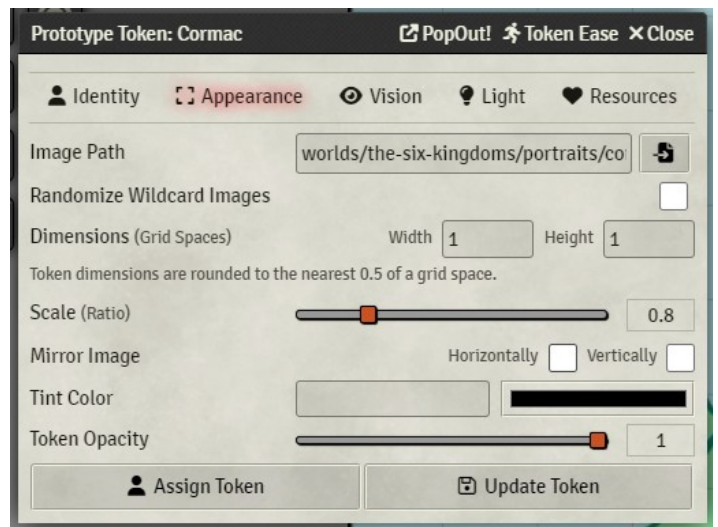 Prototype Token: Cormac PopOut! Token Ease Close
Identity Appearance Vision Light Resources
Image Path worlds/the-six-kingdoms/portraits/co
Randomize Wildcard Images
Dimensions (Grid Spaces) Width 1 Height 1
Token dimensions are rounded to the nearest 0.5 of a grid space.
Scale (Ratio) 0.8
Mirror Image Horizontally Vertically
Tint Color
Token Opacity 1
Assign Token Update Token